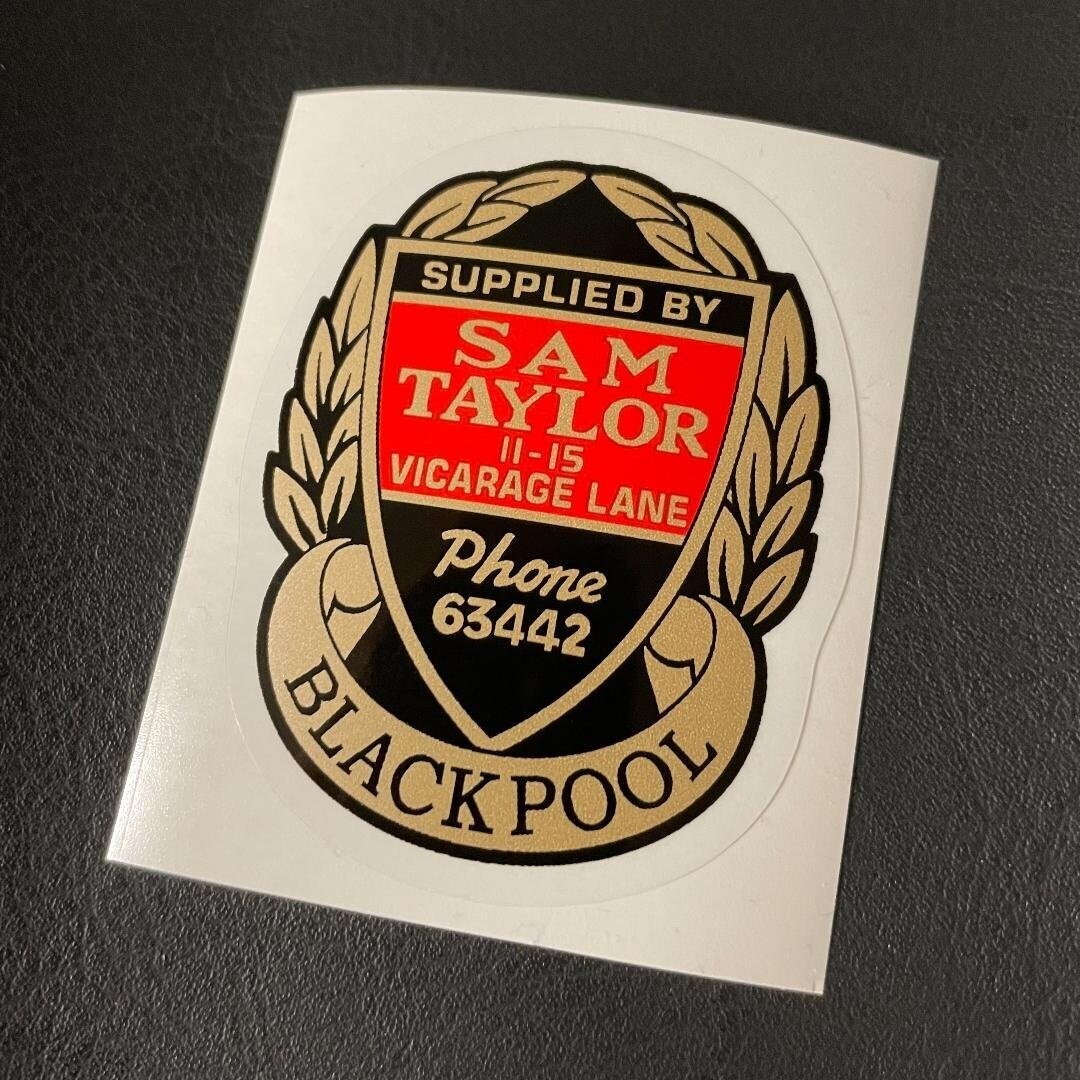 SUPPLIED BY
SAM
TAYLOR
11-15
VICARAGE LANE
Phone
63442
BLACKPOOL